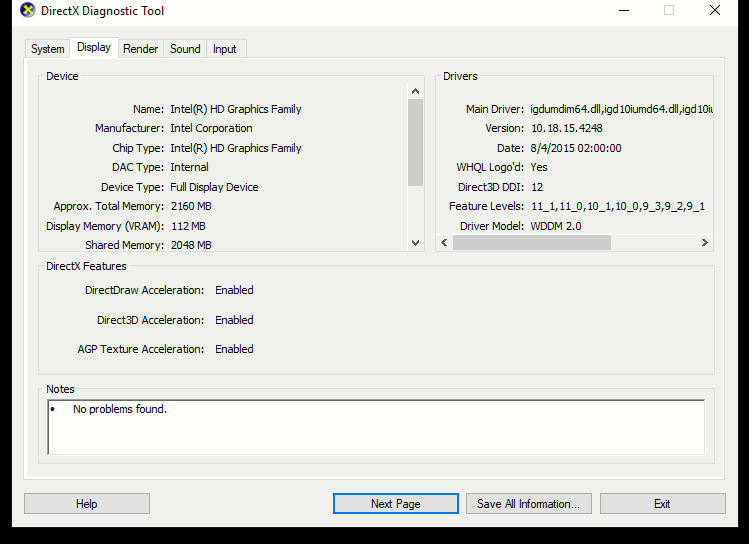 DirectX Diagnostic Tool
System Display Render Sound Input
Device
Name: Intel(R) HD Graphics Family
Manufacturer: Intel Corporation
Chip Type: Intel(R) HD Graphics Family
DAC Type: Internal
Device Type: Full Display Device
Approx. Total Memory: 2160 MB
Display Memory (VRAM): 112 MB
Shared Memory: 2048 MB
Drivers
Main Driver: igdumdim64.dll,igd10iumd64.dll,igd10iu
Version: 10.18.15.4248
Date: 8/4/2015 02:00:00
WHQL Logo'd: Yes
Direct3D DDI: 12
Feature Levels: 11_1,11_0,10_1,10_0,9_3,9_2,9_1
Driver Model: WDDM 2.0
DirectX Features
DirectDraw Acceleration: Enabled
Direct3D Acceleration: Enabled
AGP Texture Acceleration: Enabled
Notes
• No problems found.
Help Next Page Save All Information... Exit